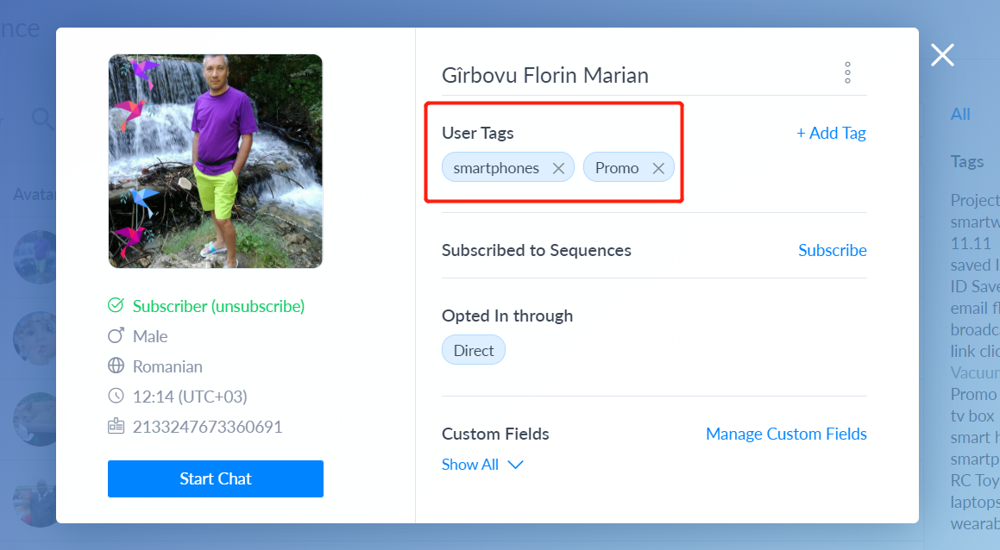 nce
Gîrbovu Florin Marian
User Tags
+ Add Tag
smartphones
Promo
Subscribed to Sequences
Subscribe
Opted In through
Direct
Custom Fields
Manage Custom Fields
Show All
Subscriber (unsubscribe)
Male
Romanian
12:14 (UTC+03)
2133247673360691
Start Chat
Avatar
All
Tags
Project
smartw
11.11
saved I
ID Save
email fl
broadc
link clic
Vacuum
Promo
tv box
smart h
smartp
RC Toy
laptops
wearab